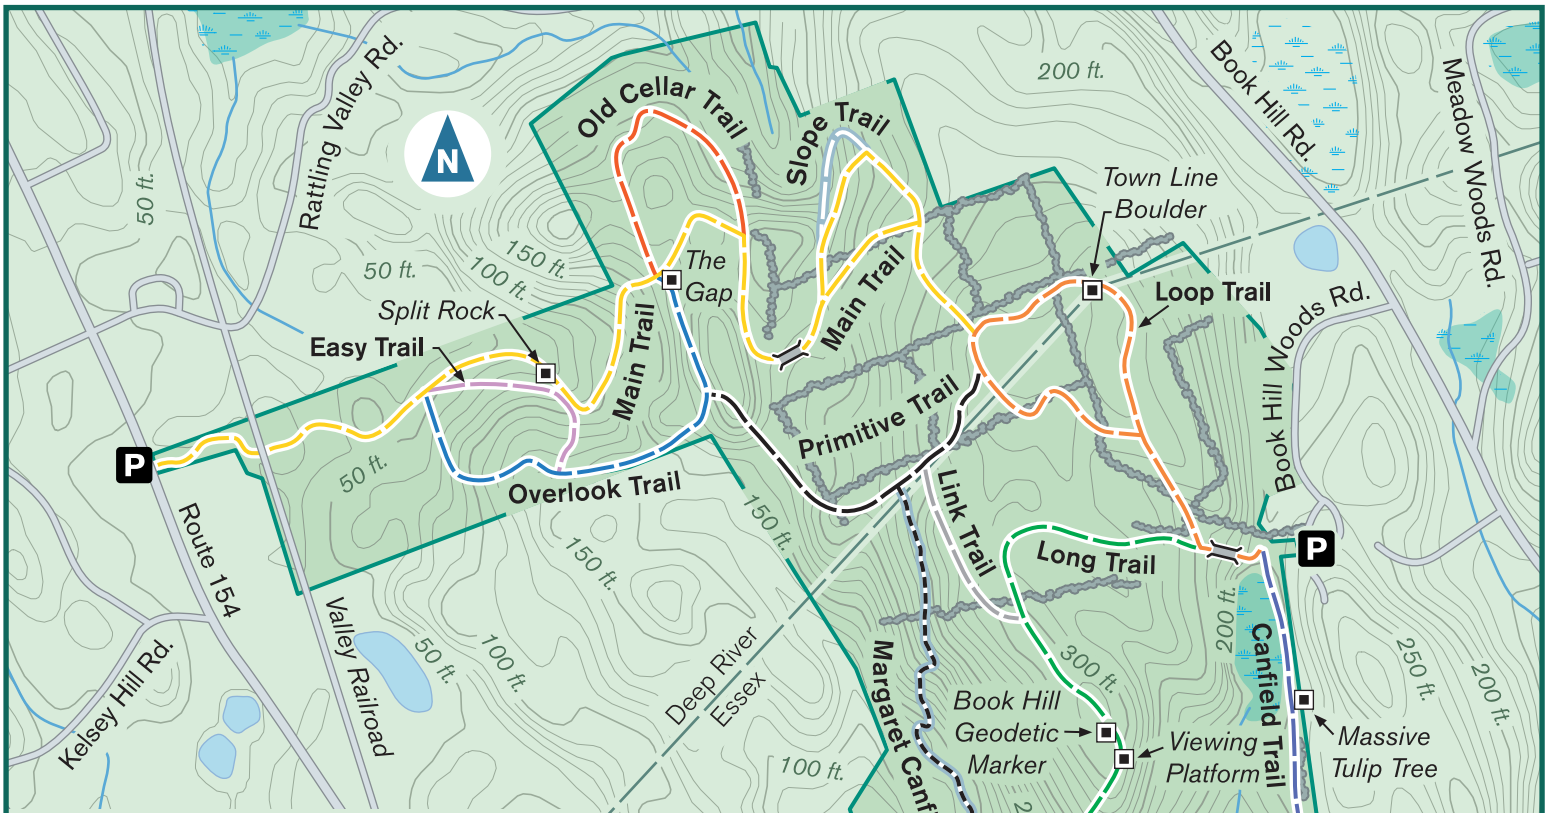 Rattling Valley Rd.
50 ft.
N
Old Cellar Trail
Slope Trail
200 ft.
Book Hill Rd.
Meadow Woods Rd.
Town Line
Boulder
150 ft.
100 ft.
50 ft.
The
Gap
Split Rock
Easy Trail
Main Trail
Main Trail
Loop Trail
Book Hill Woods Rd.
Primitive Trail
P
50 ft.
Overlook Trail
Route 154
150 ft.
150 ft.
Link Trail
Long Trail
P
Valley Railroad
Kelsey Hill Rd.
50 ft.
100 ft.
Deep River
Essex
Margaret Canf
300 ft.
200 ft.
Canfield Trail
250 ft.
200 ft.
Book Hill
Geodetic
Marker
Viewing
Platform
Massive
Tulip Tree
100 ft.
2